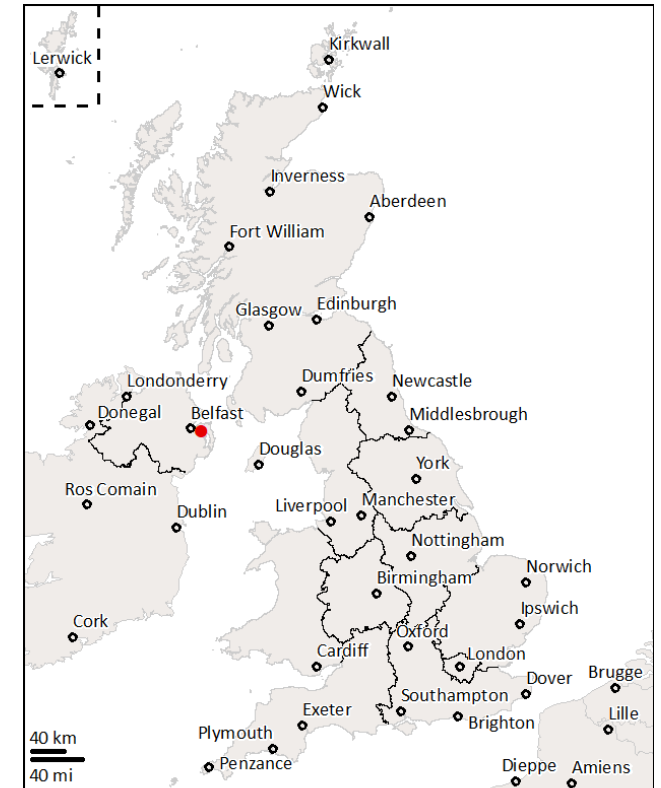 Kirkwall
Lerwick
Wick
Inverness
Aberdeen
Fort William
Glasgow
Edinburgh
Londonderry
Dumfries
Newcastle
Donegal
Belfast
Middlesbrough
Douglas
York
Ros Comain
Dublin
Liverpool
Manchester
Nottingham
Norwich
Birmingham
Ipswich
Cork
Oxford
Cardiff
London
Brugge
Dover
Southampton
Exeter
Brighton
Lille
Plymouth
40 km
Penzance
Dieppe
Amiens
40 mi